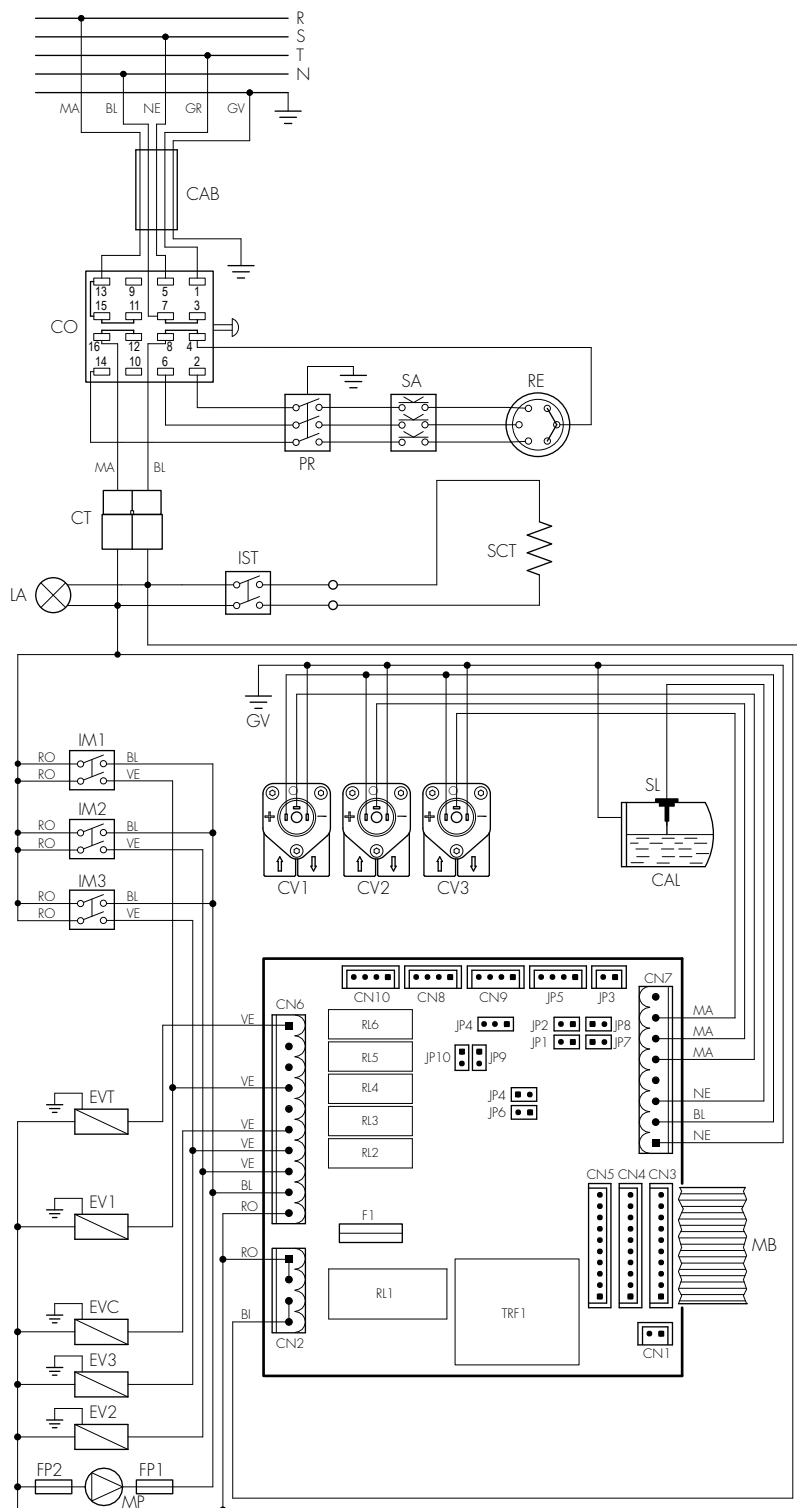 R
S
T
N
MA BL NE GR GV
CAB
13 9 5 1
15 11 7 3
CO
16 12 8 4
14 10 6 2
SA
RE
PR
MA BL
CT
IST
SCT
LA
GV
IM1
RO BL
RO VE
IM2
RO BL
RO VE
IM3
RO BL
RO VE
+ −
+ −
+ −
CV1 CV2 CV3
SL
CAL
CN10 CN8 CN9 JP5 JP3
CN6
CN7
VE
RL6
JP4
JP2 JP8
MA
JP1 JP7
MA
RL5
JP10 JP9
MA
EVT
VE
RL4
JP4
NE
VE
RL3
JP6
BL
VE
NE
RL2
VE
CN5 CN4 CN3
EV1
BL
RO
F1
RO
MB
RL1
TRF1
EVC
BI
CN2
CN1
EV3
EV2
FP2 FP1
MP